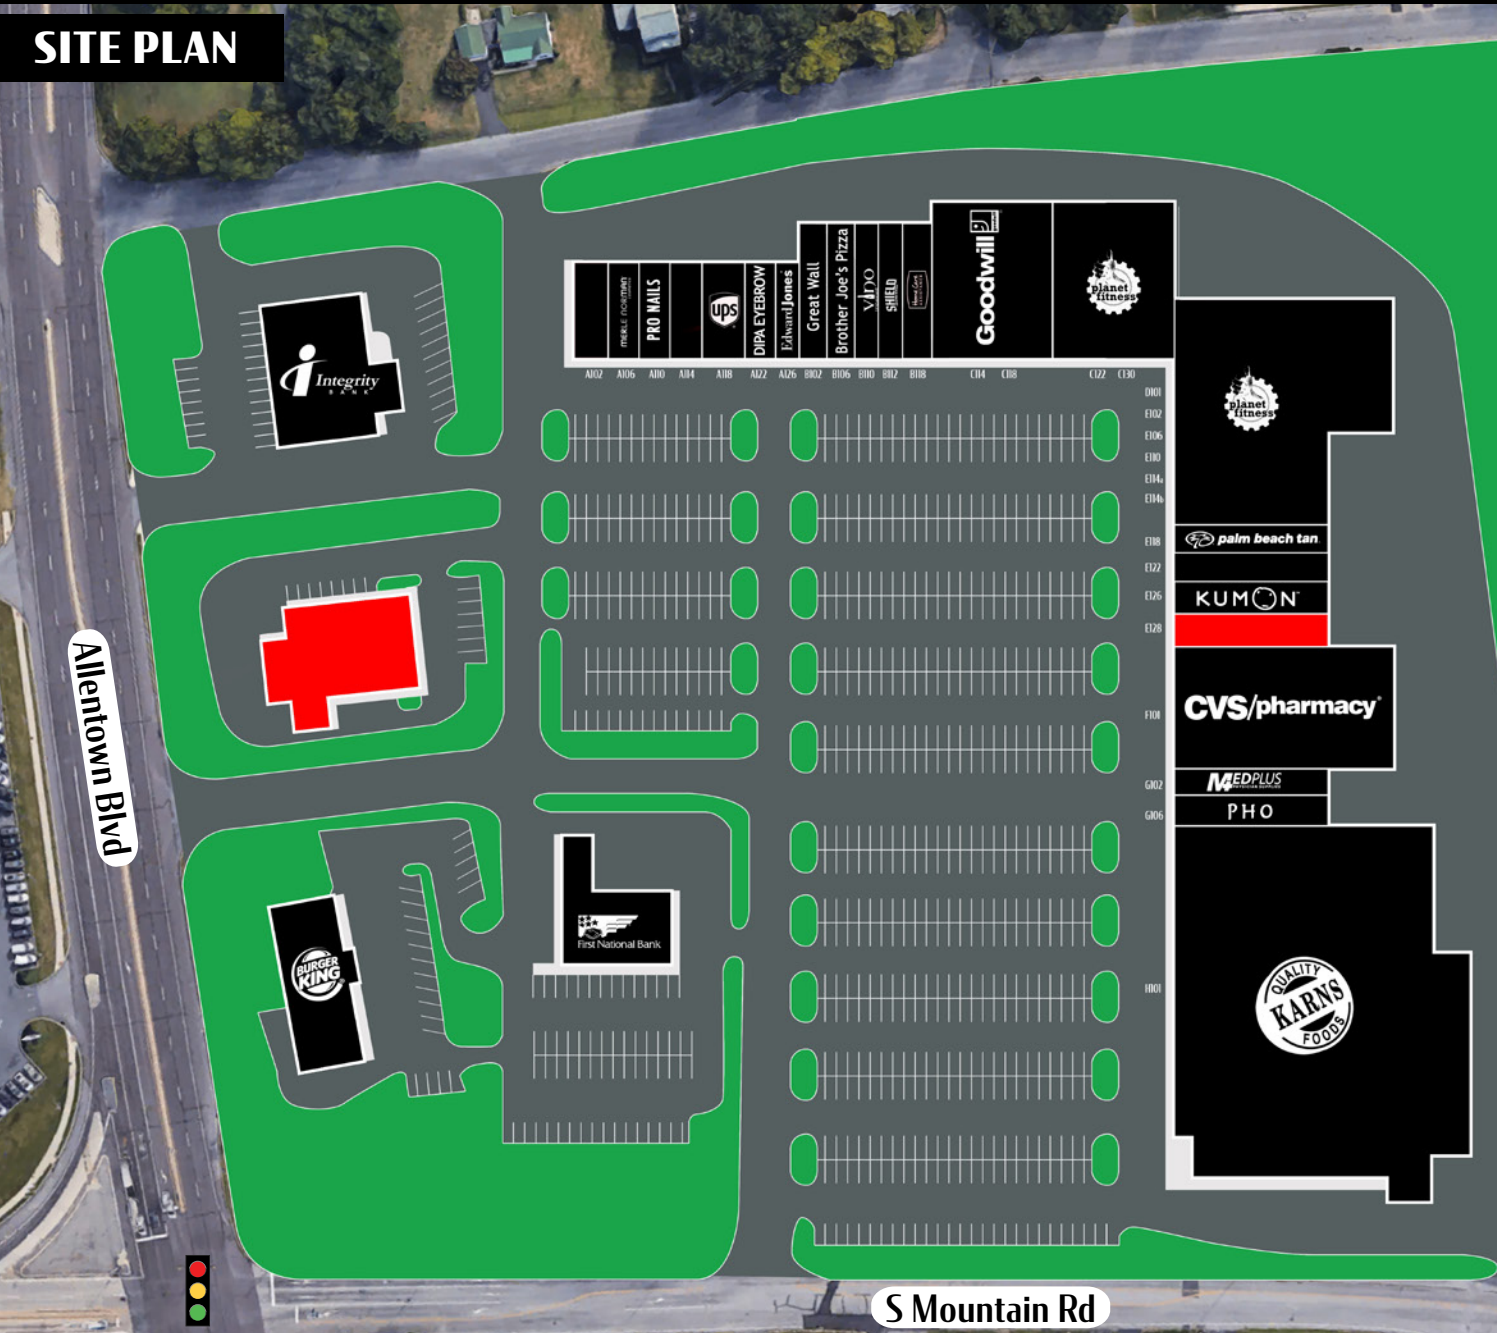 SITE PLAN
Integrity
BANK
MERLE NORMAN
PRO NAILS
ups
DIPA EYEBROW
Edward Jones
Great Wall
Brother Joe's Pizza
VINO
SHIELD
Goodwill
planet
fitness
A102 A106 A110 A114 A118 A122 A126 B102 B106 B110 B112 B118 C114 C118 C122 C130
D101
E102
E106
E110
E114a
E114b
E118
E122
E126
E128
F101
G102
G106
H101
planet
fitness
palm beach tan
KUMON
CVS/pharmacy®
MEDPLUS
PHO
QUALITY
KARNS
FOODS
First National Bank
BURGER
KING
Allentown Blvd
S Mountain Rd